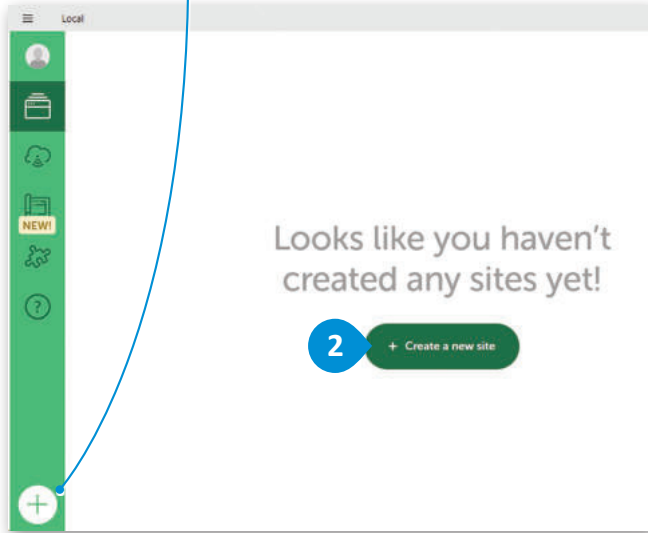 Local
NEW!
Looks like you haven't
created any sites yet!
2
+ Create a new site